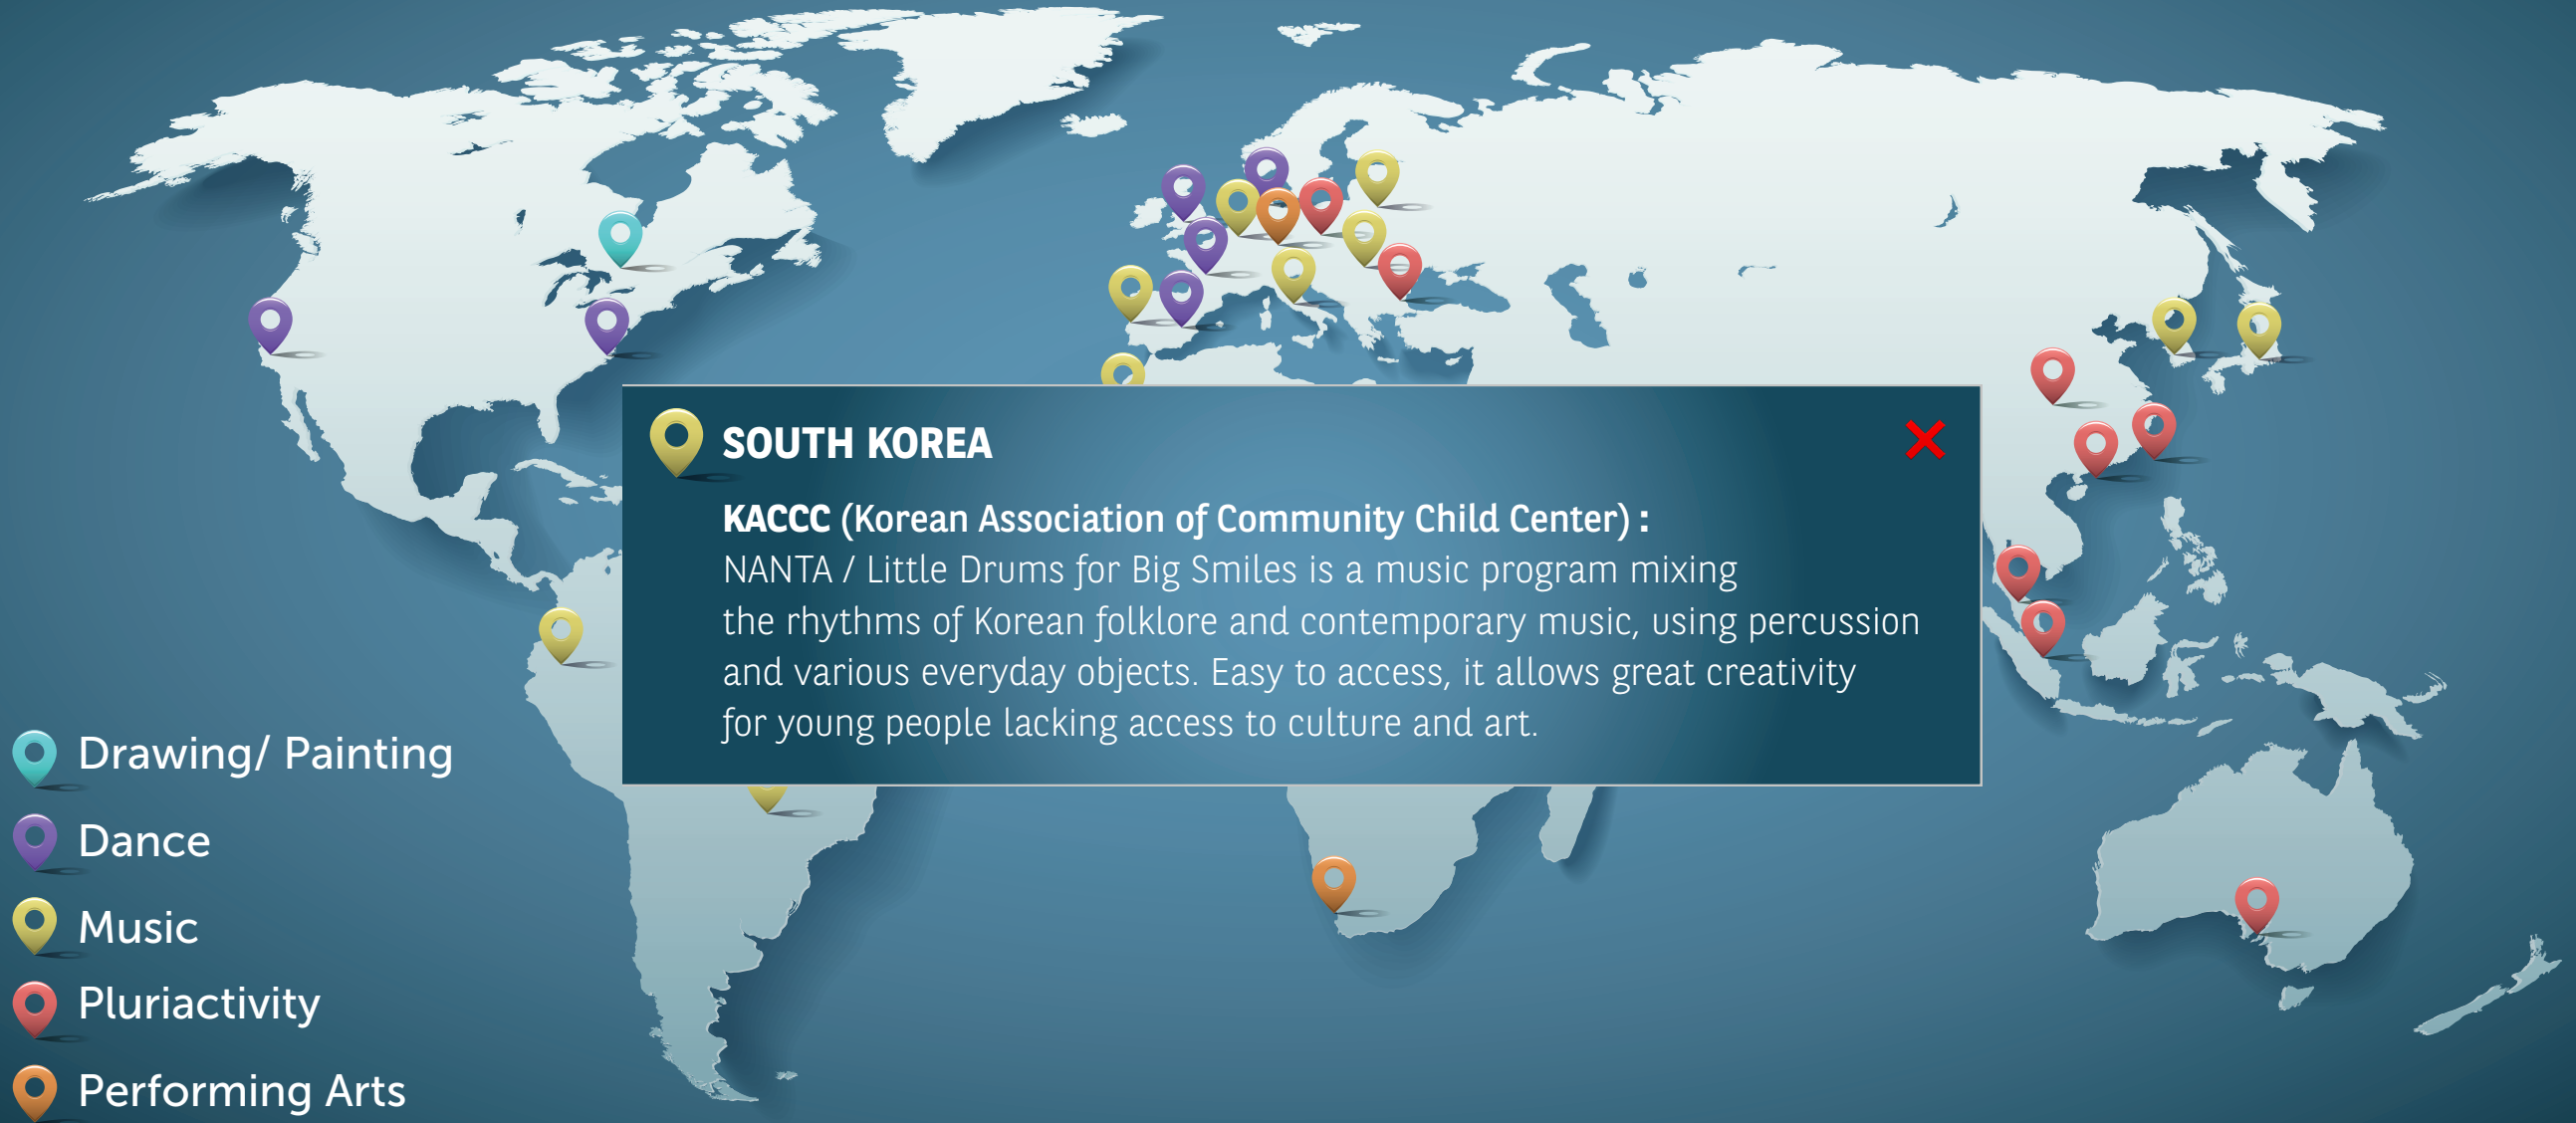 SOUTH KOREA
KACCC (Korean Association of Community Child Center) :
NANTA / Little Drums for Big Smiles is a music program mixing
the rhythms of Korean folklore and contemporary music, using percussion
and various everyday objects. Easy to access, it allows great creativity
for young people lacking access to culture and art.
Drawing/ Painting
Dance
Music
Pluriactivity
Performing Arts